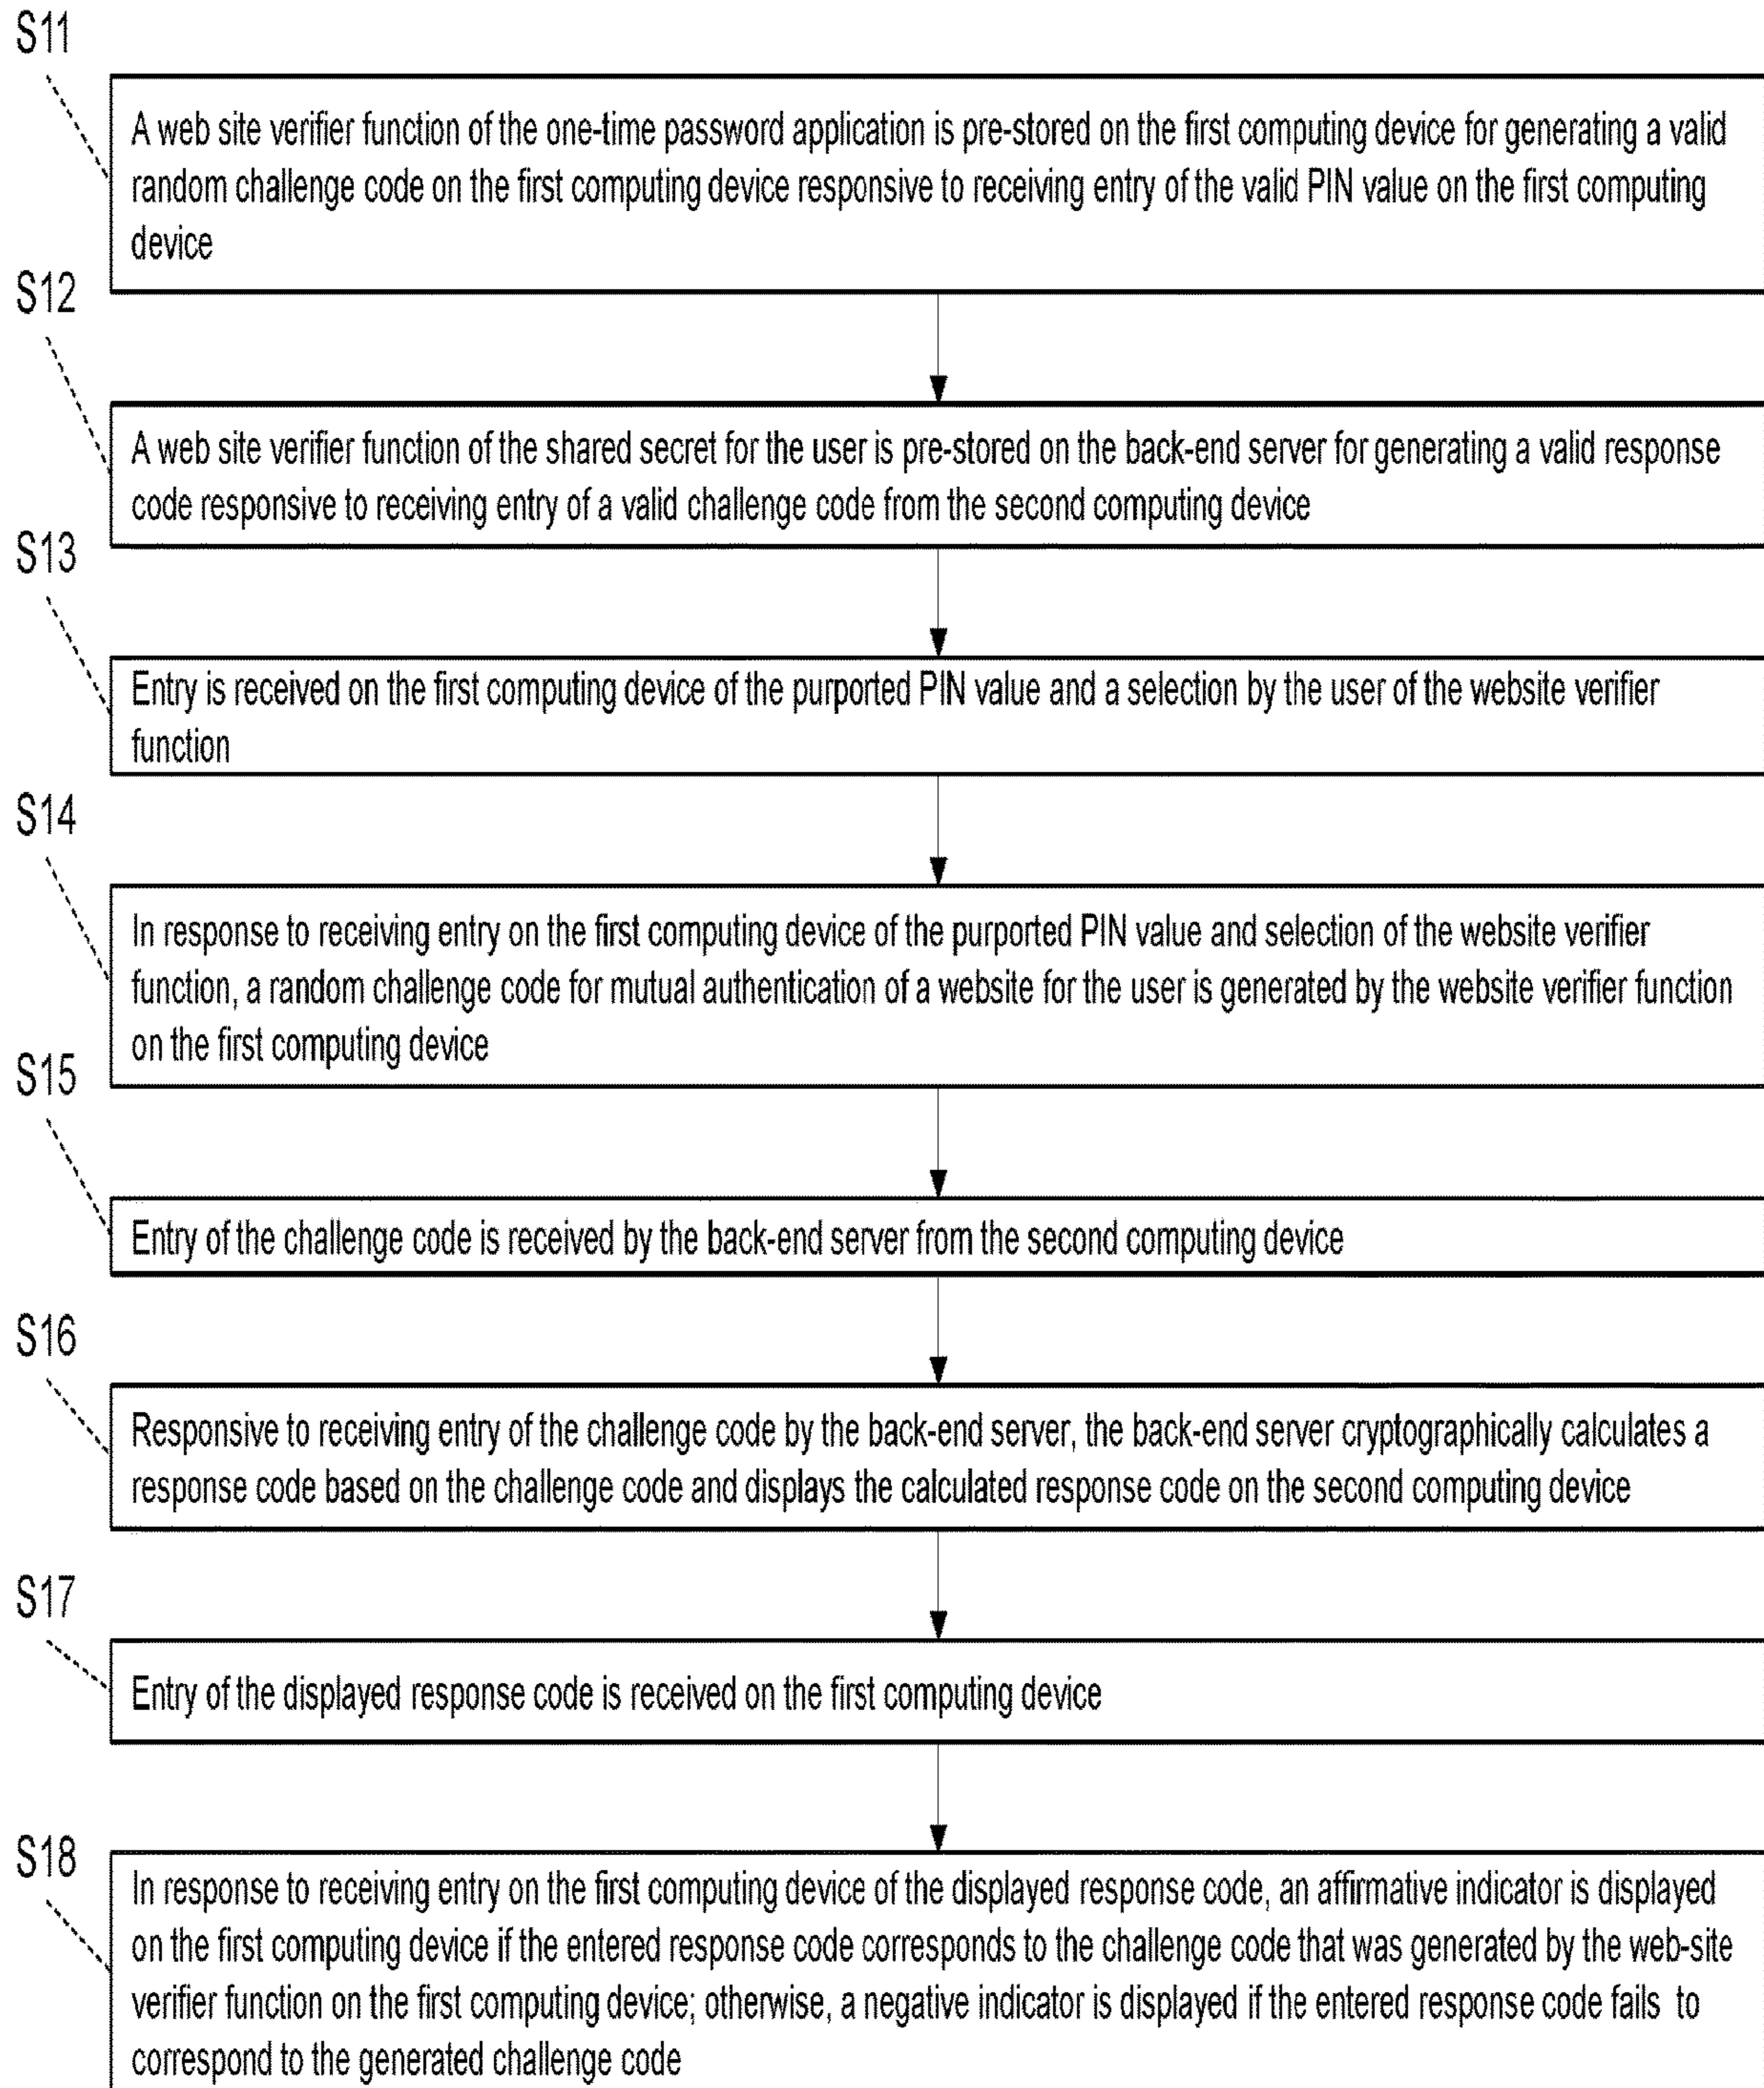 S11
A web site verifier function of the one-time password application is pre-stored on the first computing device for generating a valid
random challenge code on the first computing device responsive to receiving entry of the valid PIN value on the first computing
device
S12
A web site verifier function of the shared secret for the user is pre-stored on the back-end server for generating a valid response
code responsive to receiving entry of a valid challenge code from the second computing device
S13
Entry is received on the first computing device of the purported PIN value and a selection by the user of the website verifier
function
S14
In response to receiving entry on the first computing device of the purported PIN value and selection of the website verifier
function, a random challenge code for mutual authentication of a website for the user is generated by the website verifier function
on the first computing device
S15
Entry of the challenge code is received by the back-end server from the second computing device
S16
Responsive to receiving entry of the challenge code by the back-end server, the back-end server cryptographically calculates a
response code based on the challenge code and displays the calculated response code on the second computing device
S17
Entry of the displayed response code is received on the first computing device
S18
In response to receiving entry on the first computing device of the displayed response code, an affirmative indicator is displayed
on the first computing device if the entered response code corresponds to the challenge code that was generated by the web-site
verifier function on the first computing device; otherwise, a negative indicator is displayed if the entered response code fails to
correspond to the generated challenge code